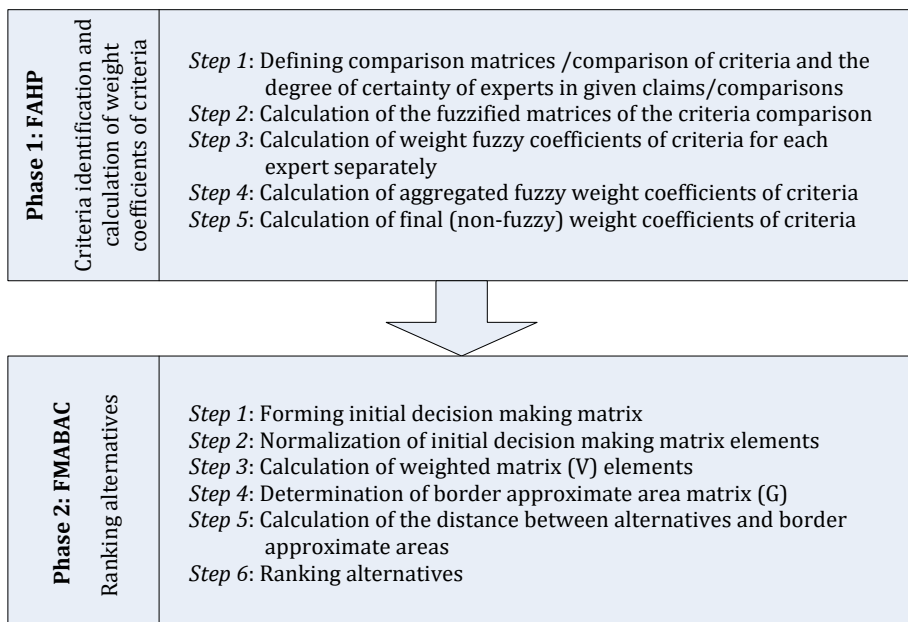 Phase 1: FAHP
Criteria identification and
calculation of weight
coefficients of criteria
Step 1: Defining comparison matrices /comparison of criteria and the
degree of certainty of experts in given claims/comparisons
Step 2: Calculation of the fuzzified matrices of the criteria comparison
Step 3: Calculation of weight fuzzy coefficients of criteria for each
expert separately
Step 4: Calculation of aggregated fuzzy weight coefficients of criteria
Step 5: Calculation of final (non-fuzzy) weight coefficients of criteria
Phase 2: FMABAC
Ranking alternatives
Step 1: Forming initial decision making matrix
Step 2: Normalization of initial decision making matrix elements
Step 3: Calculation of weighted matrix (V) elements
Step 4: Determination of border approximate area matrix (G)
Step 5: Calculation of the distance between alternatives and border
approximate areas
Step 6: Ranking alternatives